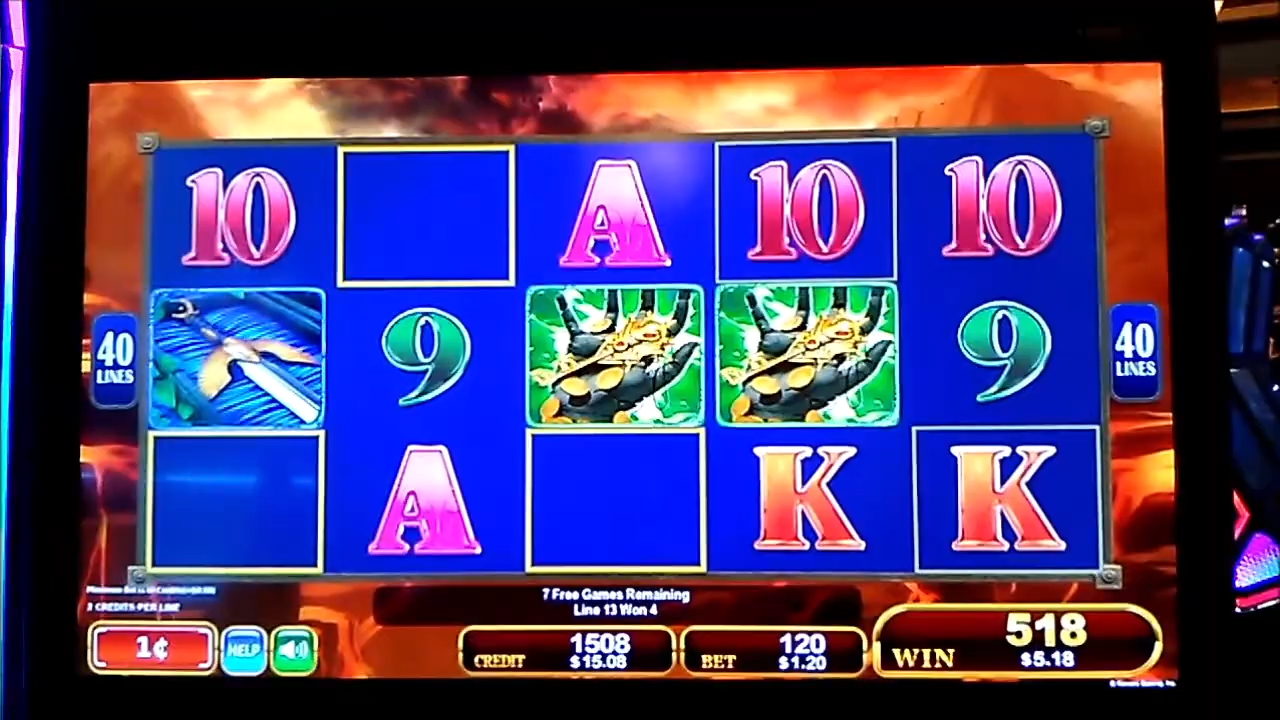 10 A 10 10
9 9
A K K
40
LINES
40
LINES
7 Free Games Remaining
Line 13 Won 4
2 CREDITS PER LINE
1¢
HELP
CREDIT
1508
$15.08
BET
120
$1.20
WIN
518
$5.18